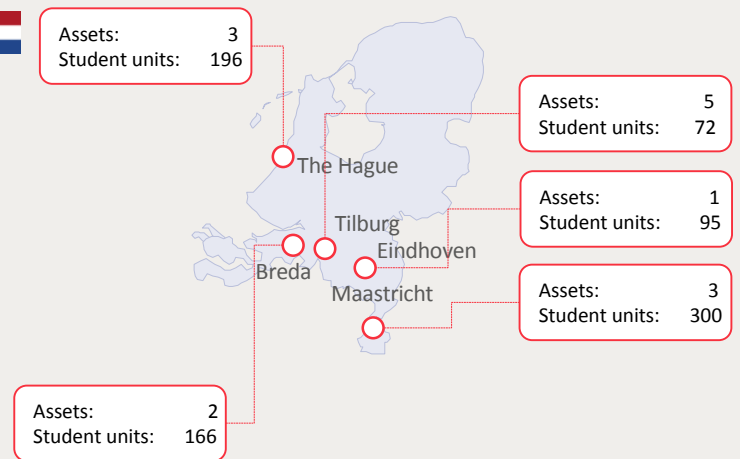 Assets: 3
Student units: 196
Assets: 5
Student units: 72
The Hague
Assets: 1
Student units: 95
Tilburg
Eindhoven
Breda
Maastricht
Assets: 3
Student units: 300
Assets: 2
Student units: 166